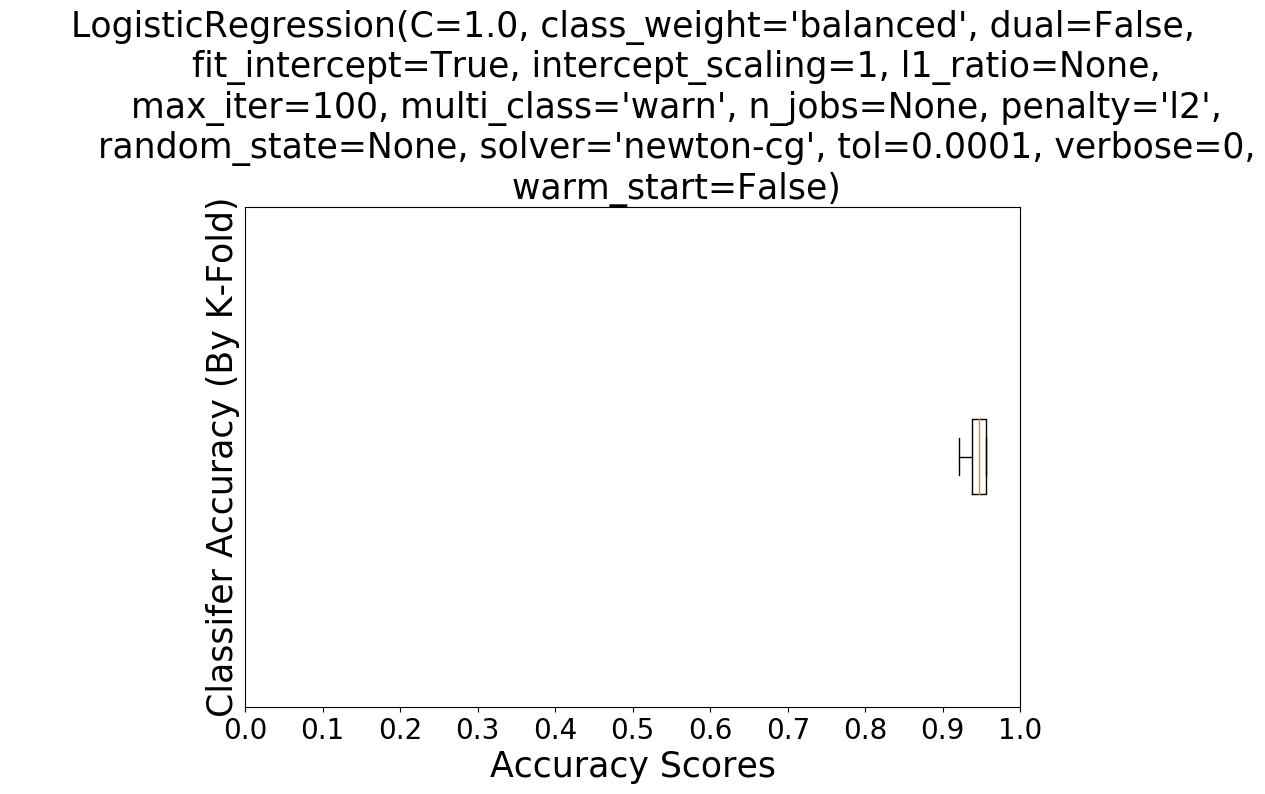 LogisticRegression(C=1.0, class_weight='balanced', dual=False,
fit_intercept=True, intercept_scaling=1, l1_ratio=None,
max_iter=100, multi_class='warn', n_jobs=None, penalty='l2',
random_state=None, solver='newton-cg', tol=0.0001, verbose=0,
warm_start=False)
Classifer Accuracy (By K-Fold)
0.0 0.1 0.2 0.3 0.4 0.5 0.6 0.7 0.8 0.9 1.0
Accuracy Scores